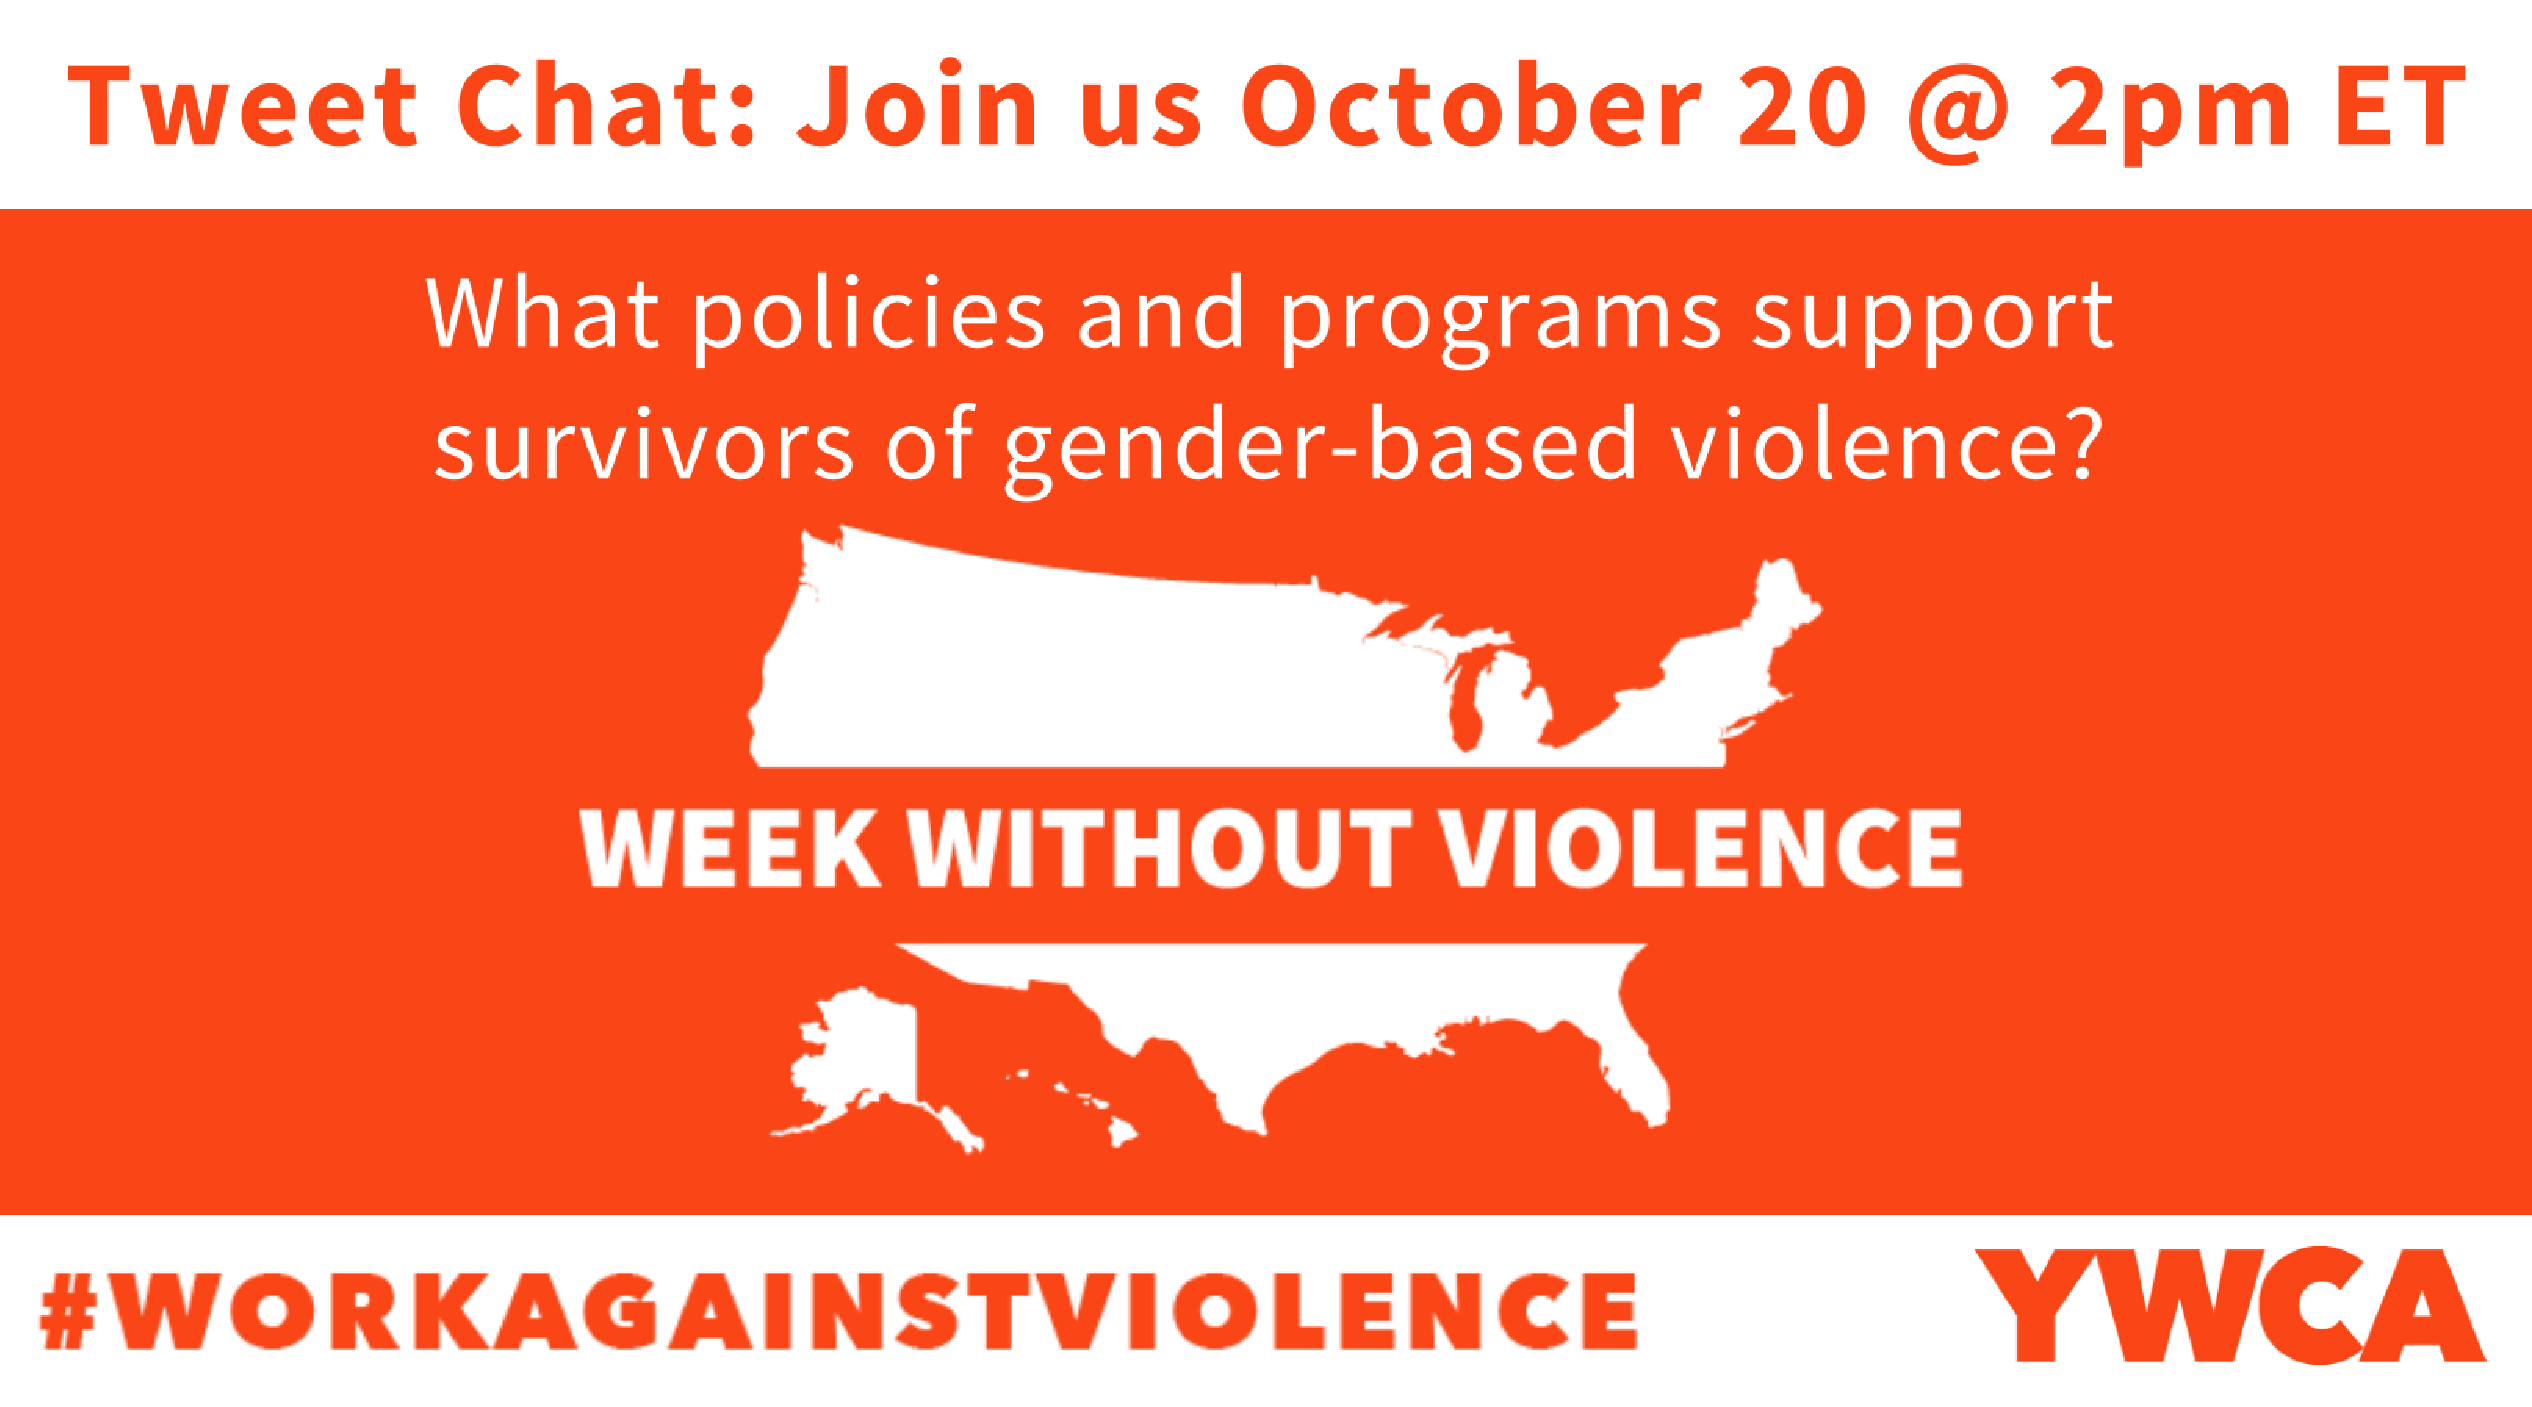 Tweet Chat: Join us October 20 @ 2pm ET
What policies and programs support
survivors of gender-based violence?
WEEK WITHOUT VIOLENCE
#WORKAGAINSTVIOLENCE
YWCA